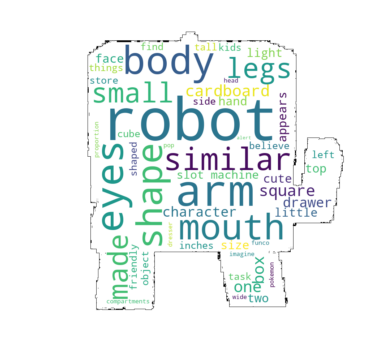 find
tall
kids
face
body
light
things
legs
store
small
cardboard
head
side
hand
appears
robot
proportion
cube
pop
alert
believe
eyes
shape
shaped
similar
left
slot machine
cute
top
arm
square
drawer
character
little
mouth
made
friendly
object
dresser
inches
size
funco
imagine
box
task
one
two
wide
pokemon
compartments